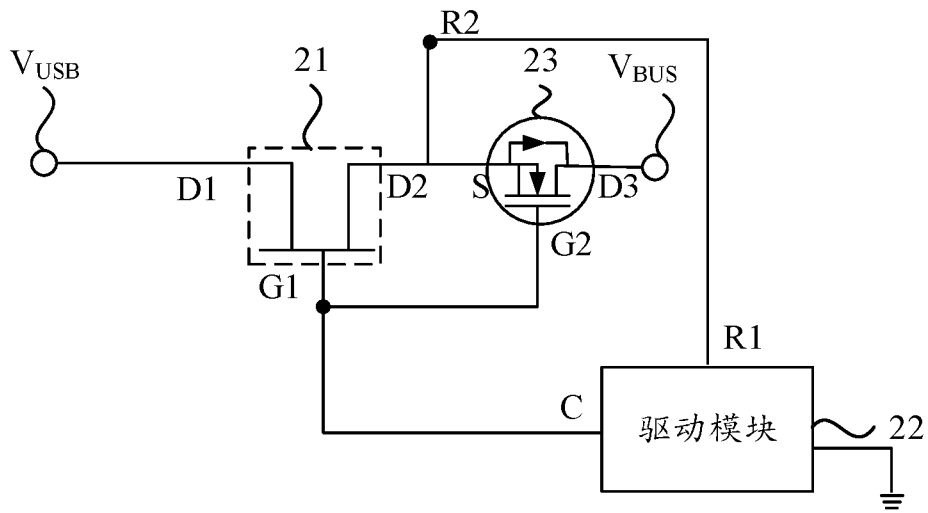 R2
V_USB
21
23
V_BUS
D1
D2
S
D3
G1
G2
R1
C
驱动模块
22